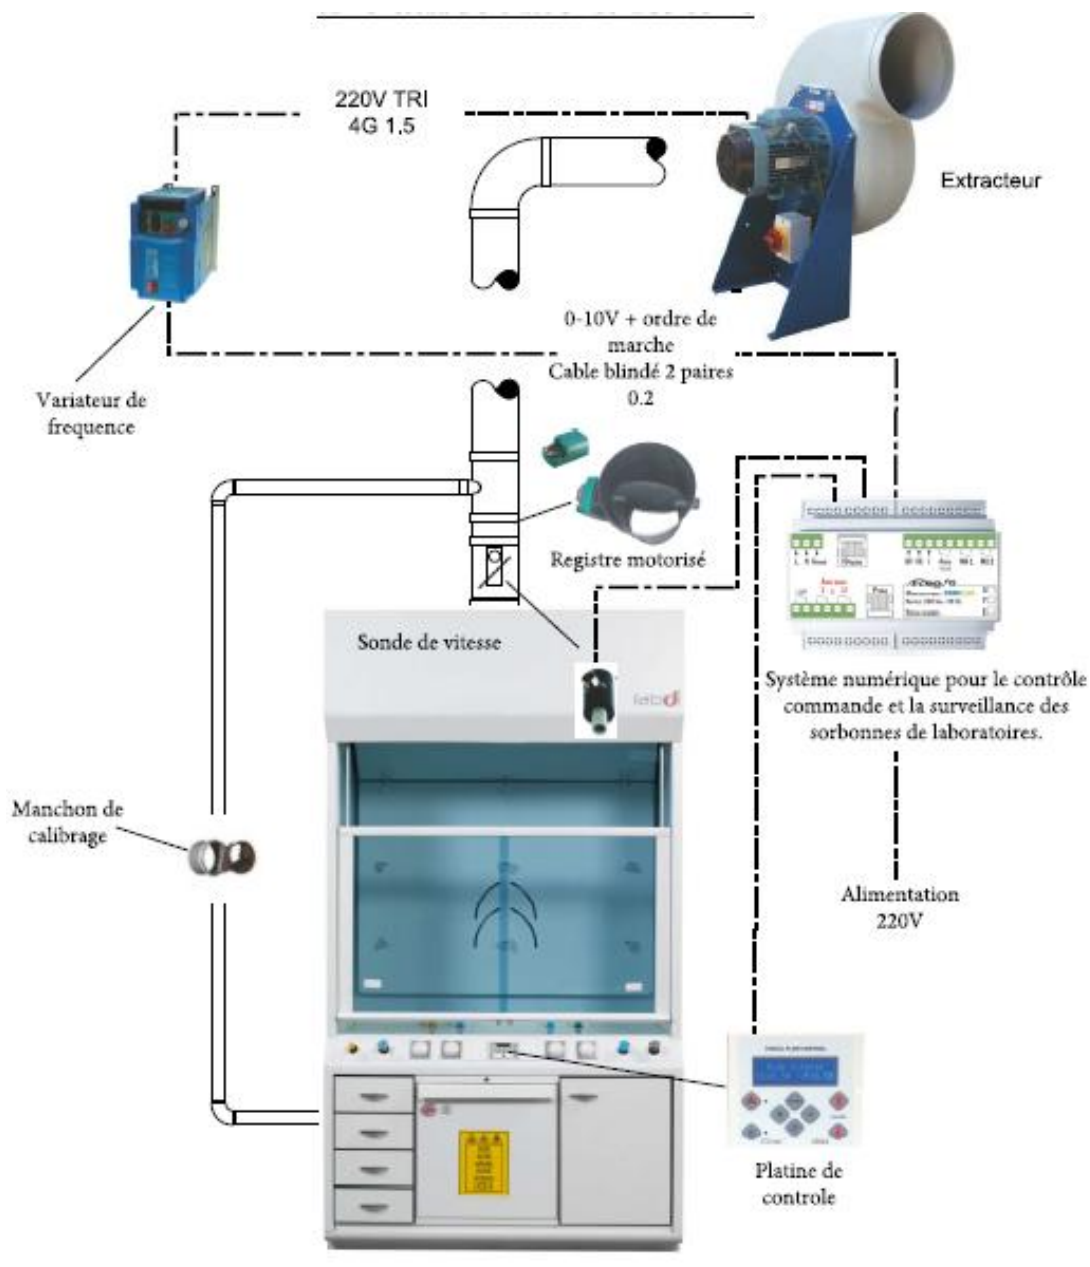 220V TRI
4G 1.5
Extracteur
0-10V + ordre de
marche
Cable blindé 2 paires
0.2
Variateur de
frequence
Registre motorisé
Sonde de vitesse
Système numérique pour le contrôle
commande et la surveillance des
sorbonnes de laboratoires.
Manchon de
calibrage
Alimentation
220V
Platine de
controle